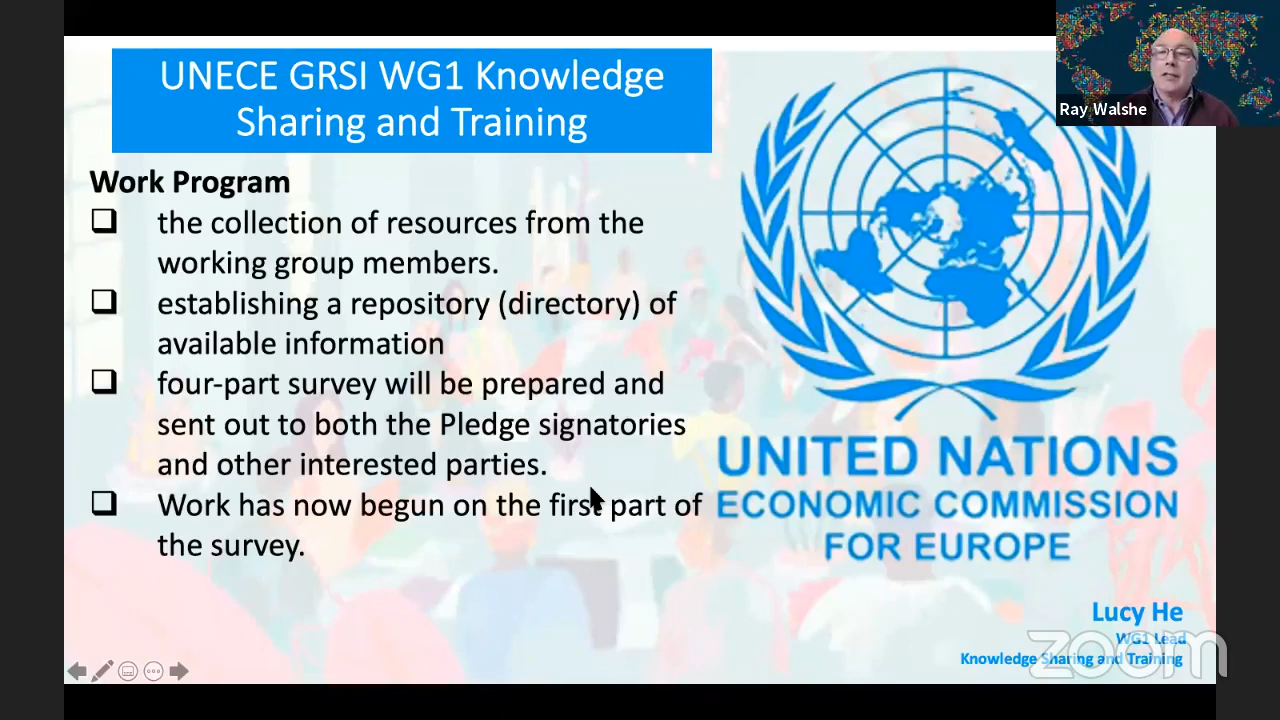 UNECE GRSI WG1 Knowledge
Sharing and Training
Ray Walshe
Work Program
❑ the collection of resources from the
working group members.
❑ establishing a repository (directory) of
available information
❑ four-part survey will be prepared and
sent out to both the Pledge signatories
and other interested parties.
❑ Work has now begun on the first part of
the survey.
UNITED NATIONS
ECONOMIC COMMISSION
FOR EUROPE
Lucy He
WG1 Lead
Knowledge Sharing and Training
zoom